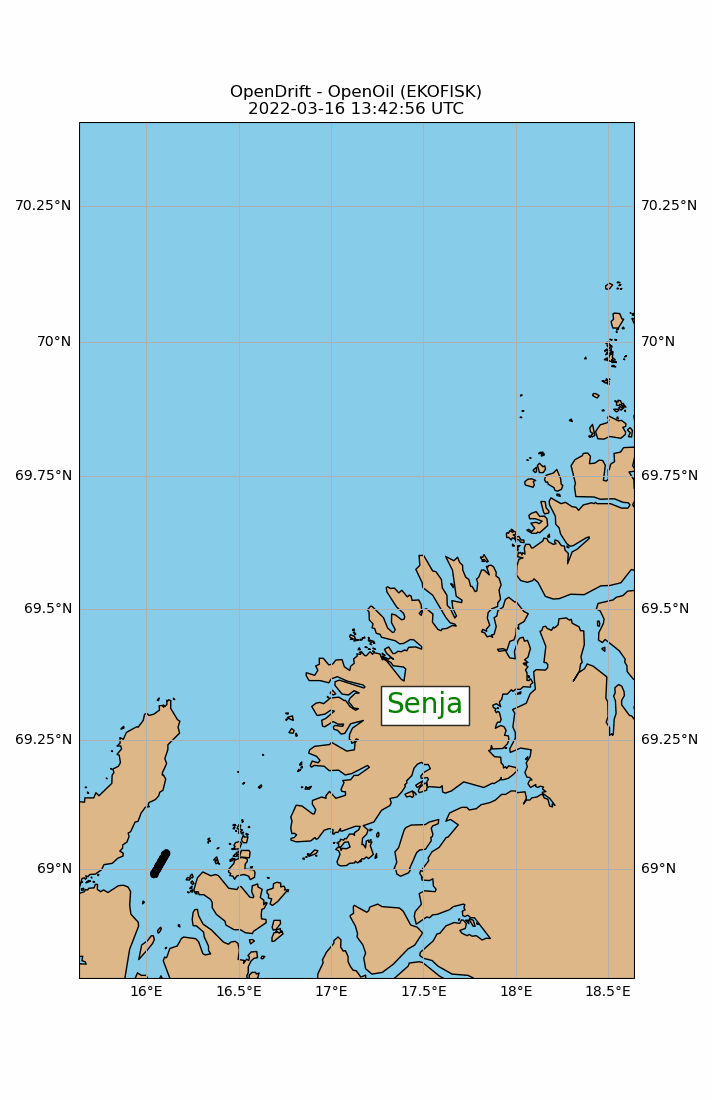 OpenDrift - OpenOil (EKOFISK)
2022-03-16 13:42:56 UTC
70.25°N 70.25°N
70°N 70°N
69.75°N 69.75°N
69.5°N 69.5°N
Senja
69.25°N 69.25°N
69°N 69°N
16°E 16.5°E 17°E 17.5°E 18°E 18.5°E